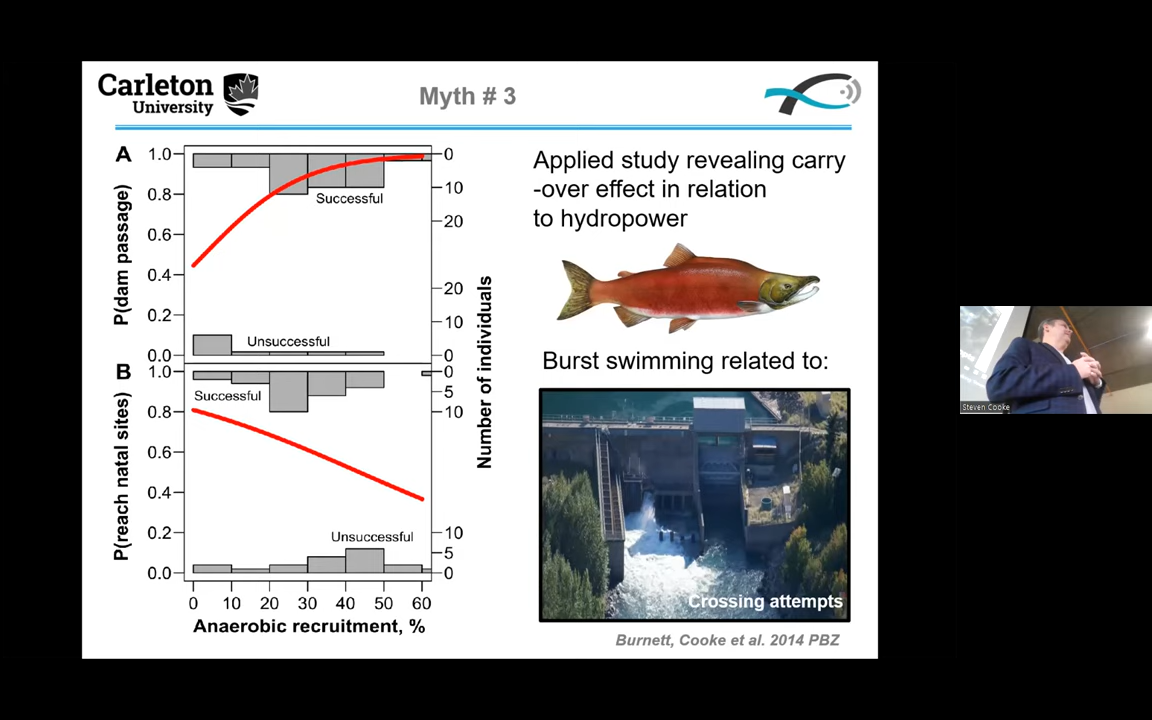 Carleton
University
Myth # 3
A
1.0
0.8
0.6
0.4
0.2
0.0
P(dam passage)
0
10
20
20
10
0
Successful
Unsuccessful
Number of individuals
B
1.0
0.8
0.6
0.4
0.2
0.0
P(reach natal sites)
0
5
10
10
5
0
Successful
Unsuccessful
0 10 20 30 40 50 60
Anaerobic recruitment, %
Applied study revealing carry
-over effect in relation
to hydropower
Burst swimming related to:
Crossing attempts
Burnett, Cooke et al. 2014 PBZ
Steven Cooke